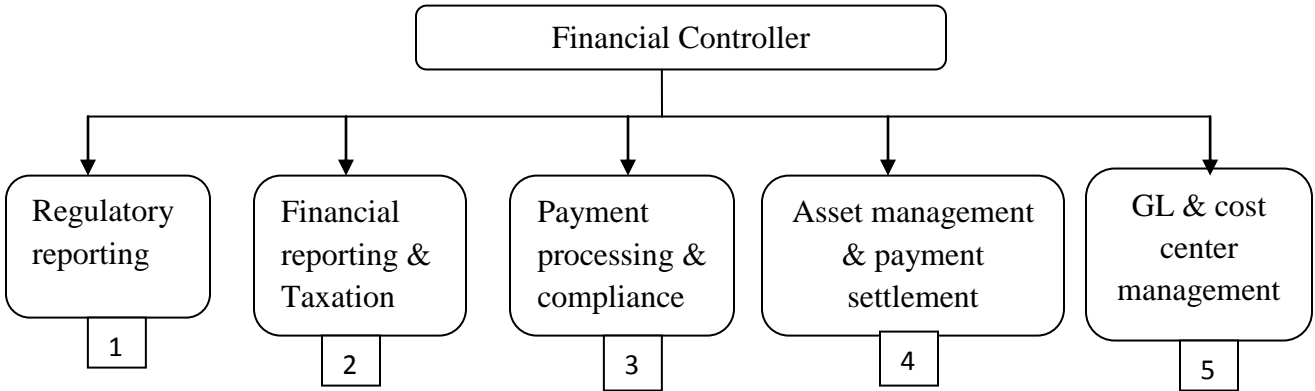 Financial Controller
Regulatory
reporting
Financial
reporting &
Taxation
Payment
processing &
compliance
Asset management
& payment
settlement
GL & cost
center
management
1
2
3
4
5